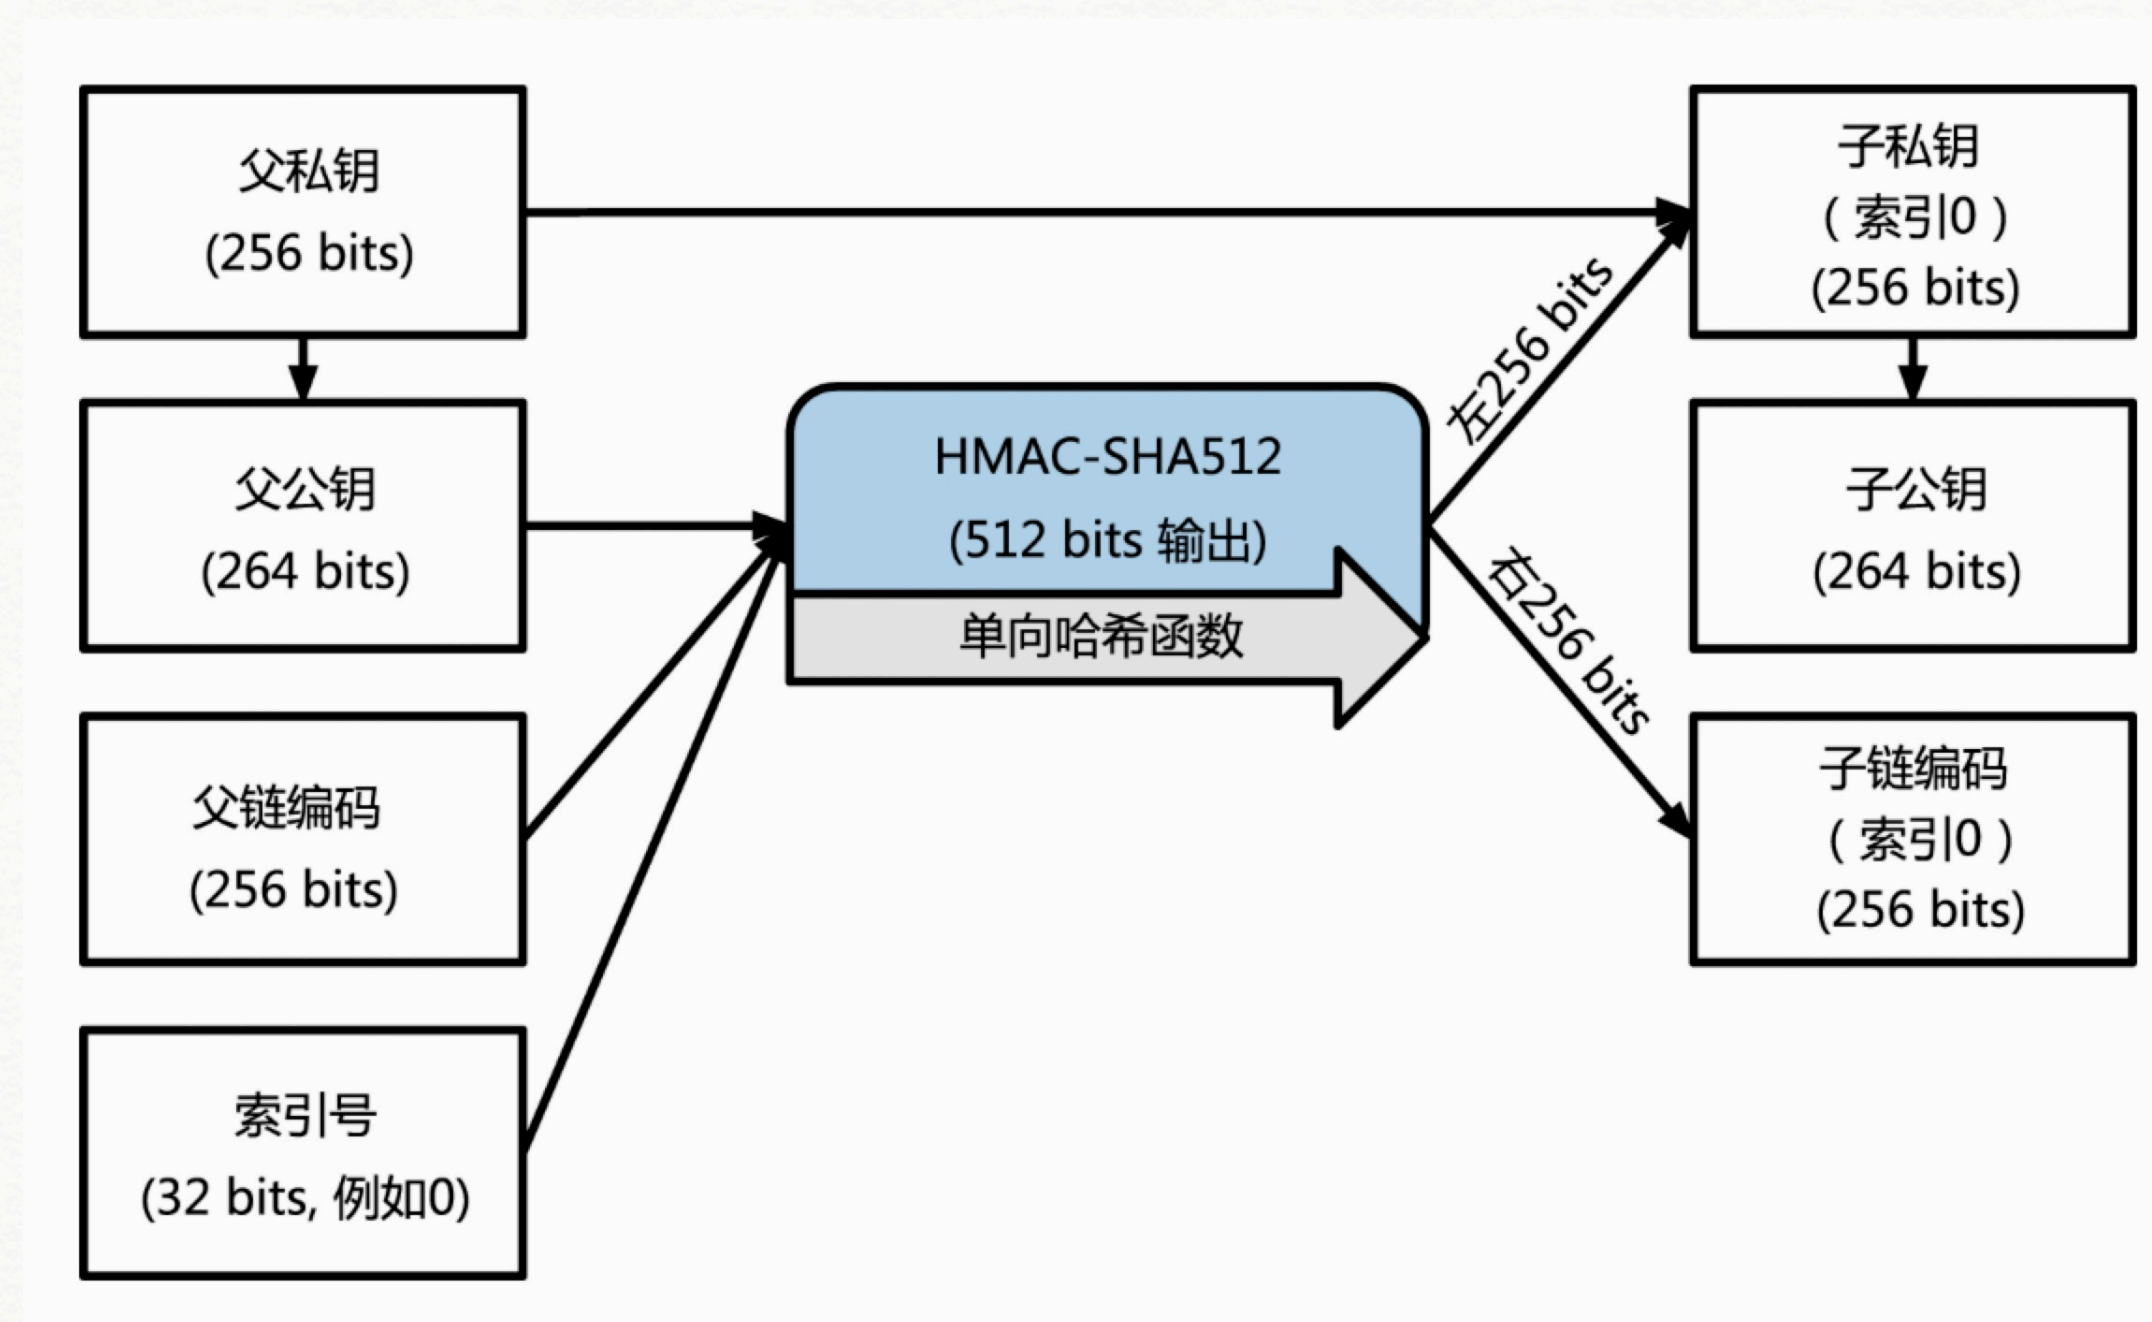 父私钥
(256 bits)
父公钥
(264 bits)
父链编码
(256 bits)
索引号
(32 bits, 例如0)
HMAC-SHA512
(512 bits 输出)
单向哈希函数
左256 bits
右256 bits
子私钥
（索引0）
(256 bits)
子公钥
(264 bits)
子链编码
（索引0）
(256 bits)